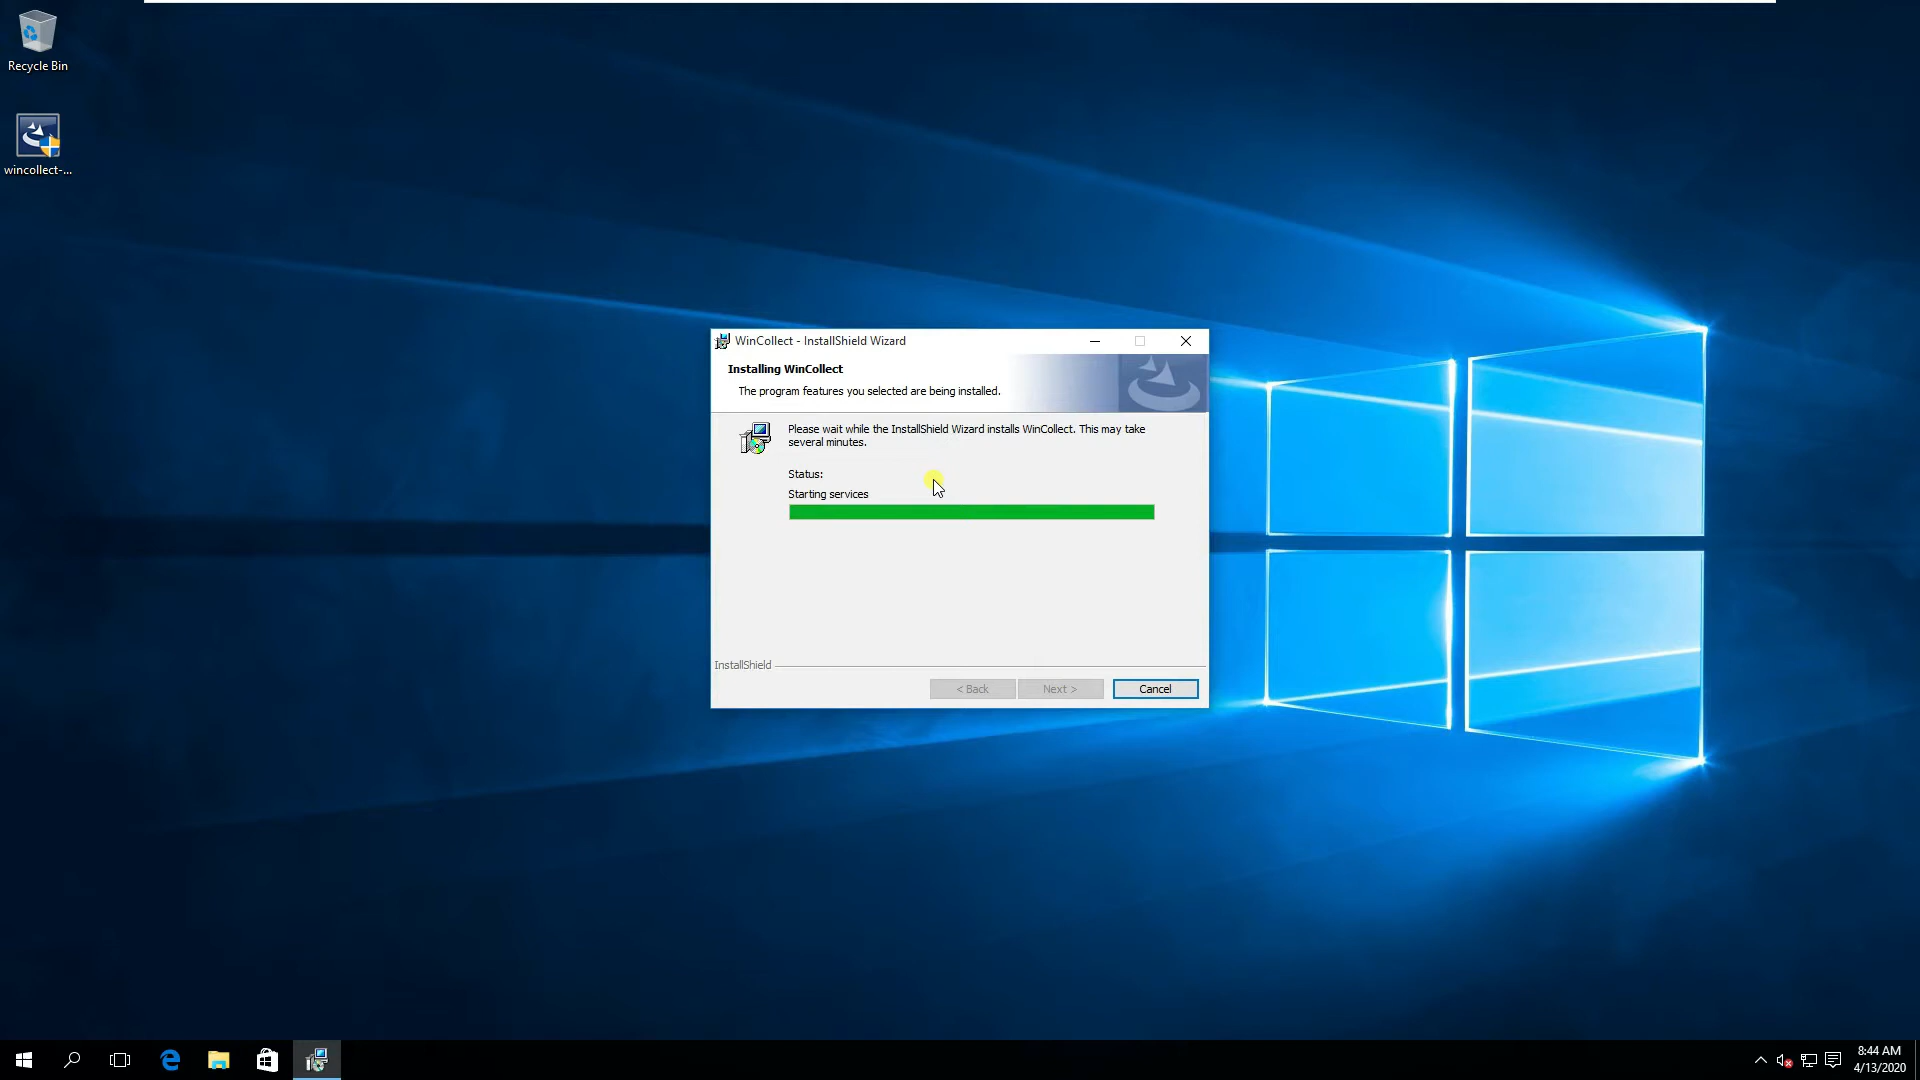 Recycle Bin
wincollect-...
WinCollect - InstallShield Wizard
Installing WinCollect
The program features you selected are being installed.
Please wait while the InstallShield Wizard installs WinCollect. This may take
several minutes.
Status:
Starting services
InstallShield
< Back
Next >
Cancel
8:44 AM
4/13/2020